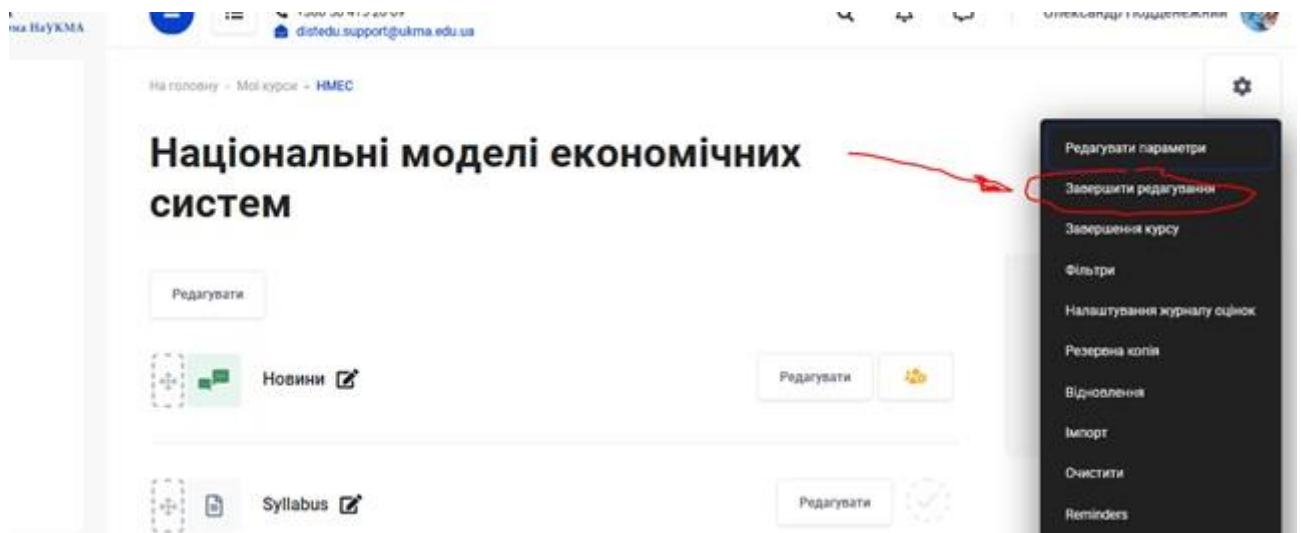 НаУКМА
distedu.support@ukma.edu.ua
На головну - Мої курси - НМЕС
Національні моделі економічних
систем
Редагувати
Новини
Редагувати
Syllabus
Редагувати
Редагувати параметри
Завершити редагування
Завершення курсу
Фільтри
Налаштування журналу оцінок
Резервна копія
Відновлення
Імпорт
Очистити
Reminders